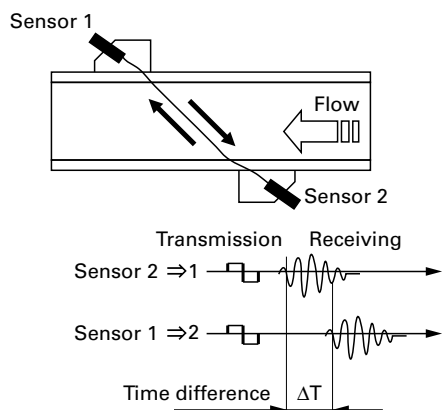 Sensor 1
Flow
Sensor 2
Transmission Receiving
Sensor 2 ⇒1
Sensor 1 ⇒2
Time difference ΔT